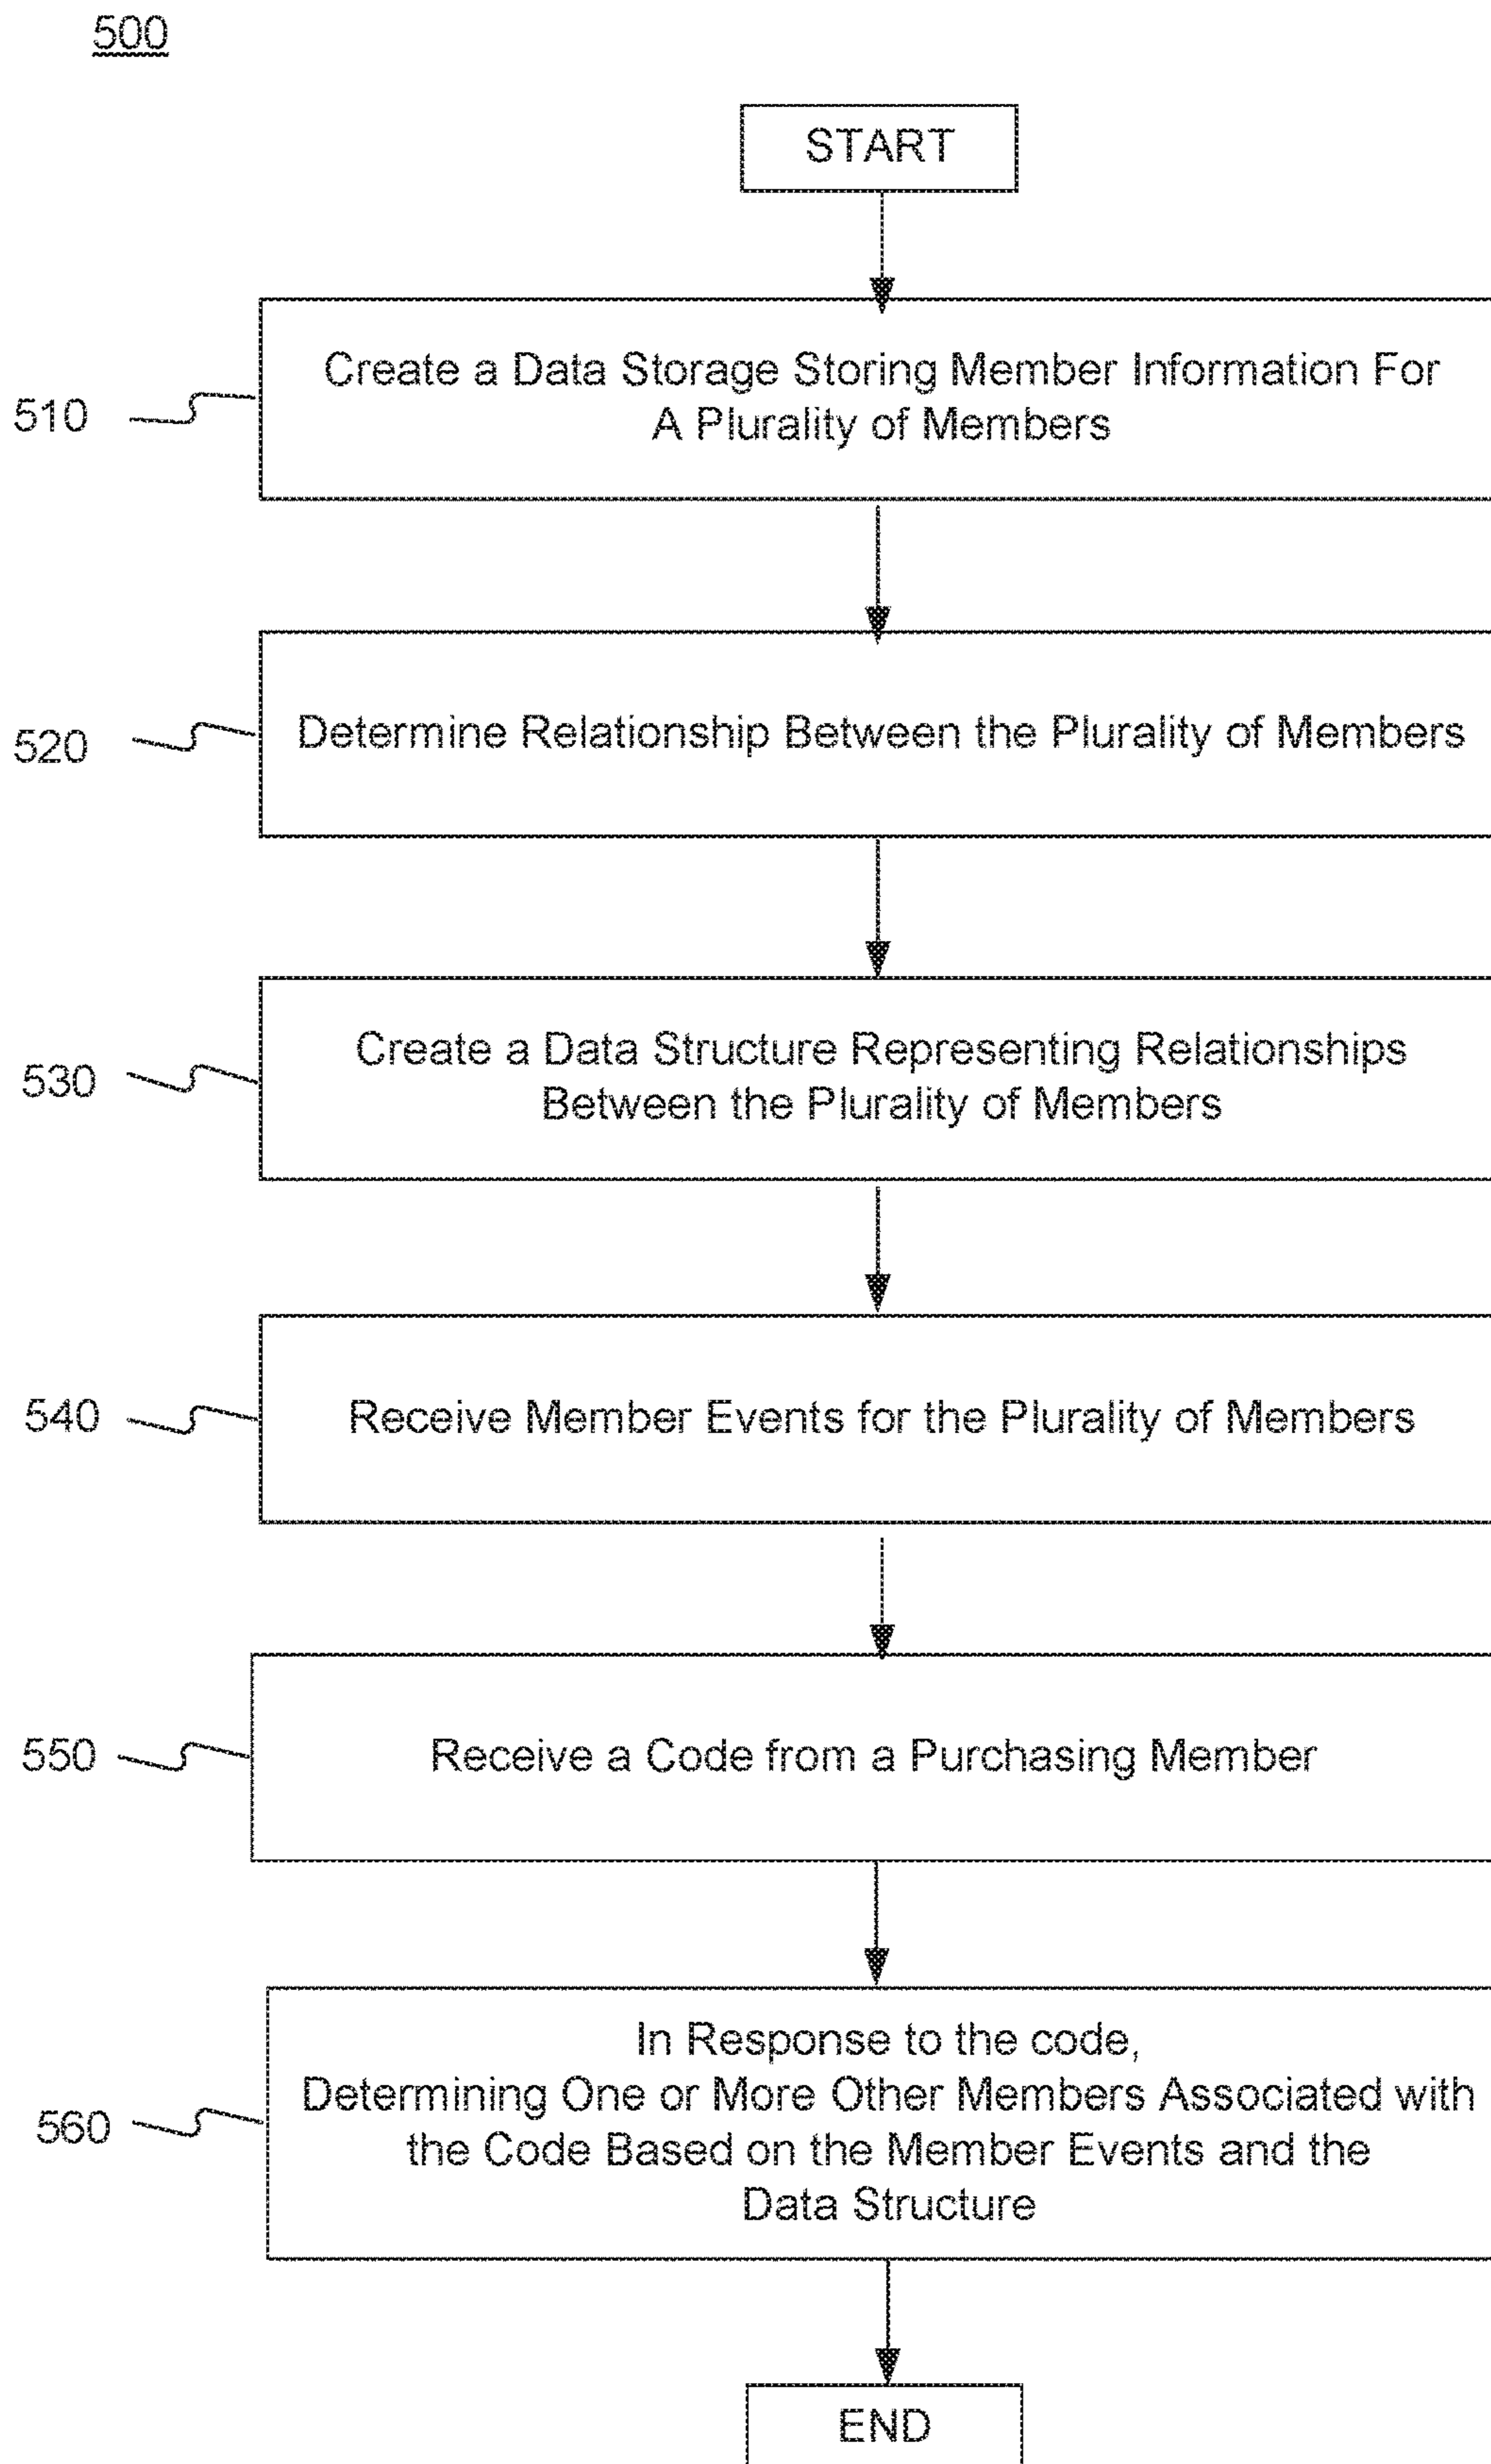 500
START
510
Create a Data Storage Storing Member Information For
A Plurality of Members
520
Determine Relationship Between the Plurality of Members
530
Create a Data Structure Representing Relationships
Between the Plurality of Members
540
Receive Member Events for the Plurality of Members
550
Receive a Code from a Purchasing Member
560
In Response to the code,
Determining One or More Other Members Associated with
the Code Based on the Member Events and the
Data Structure
END